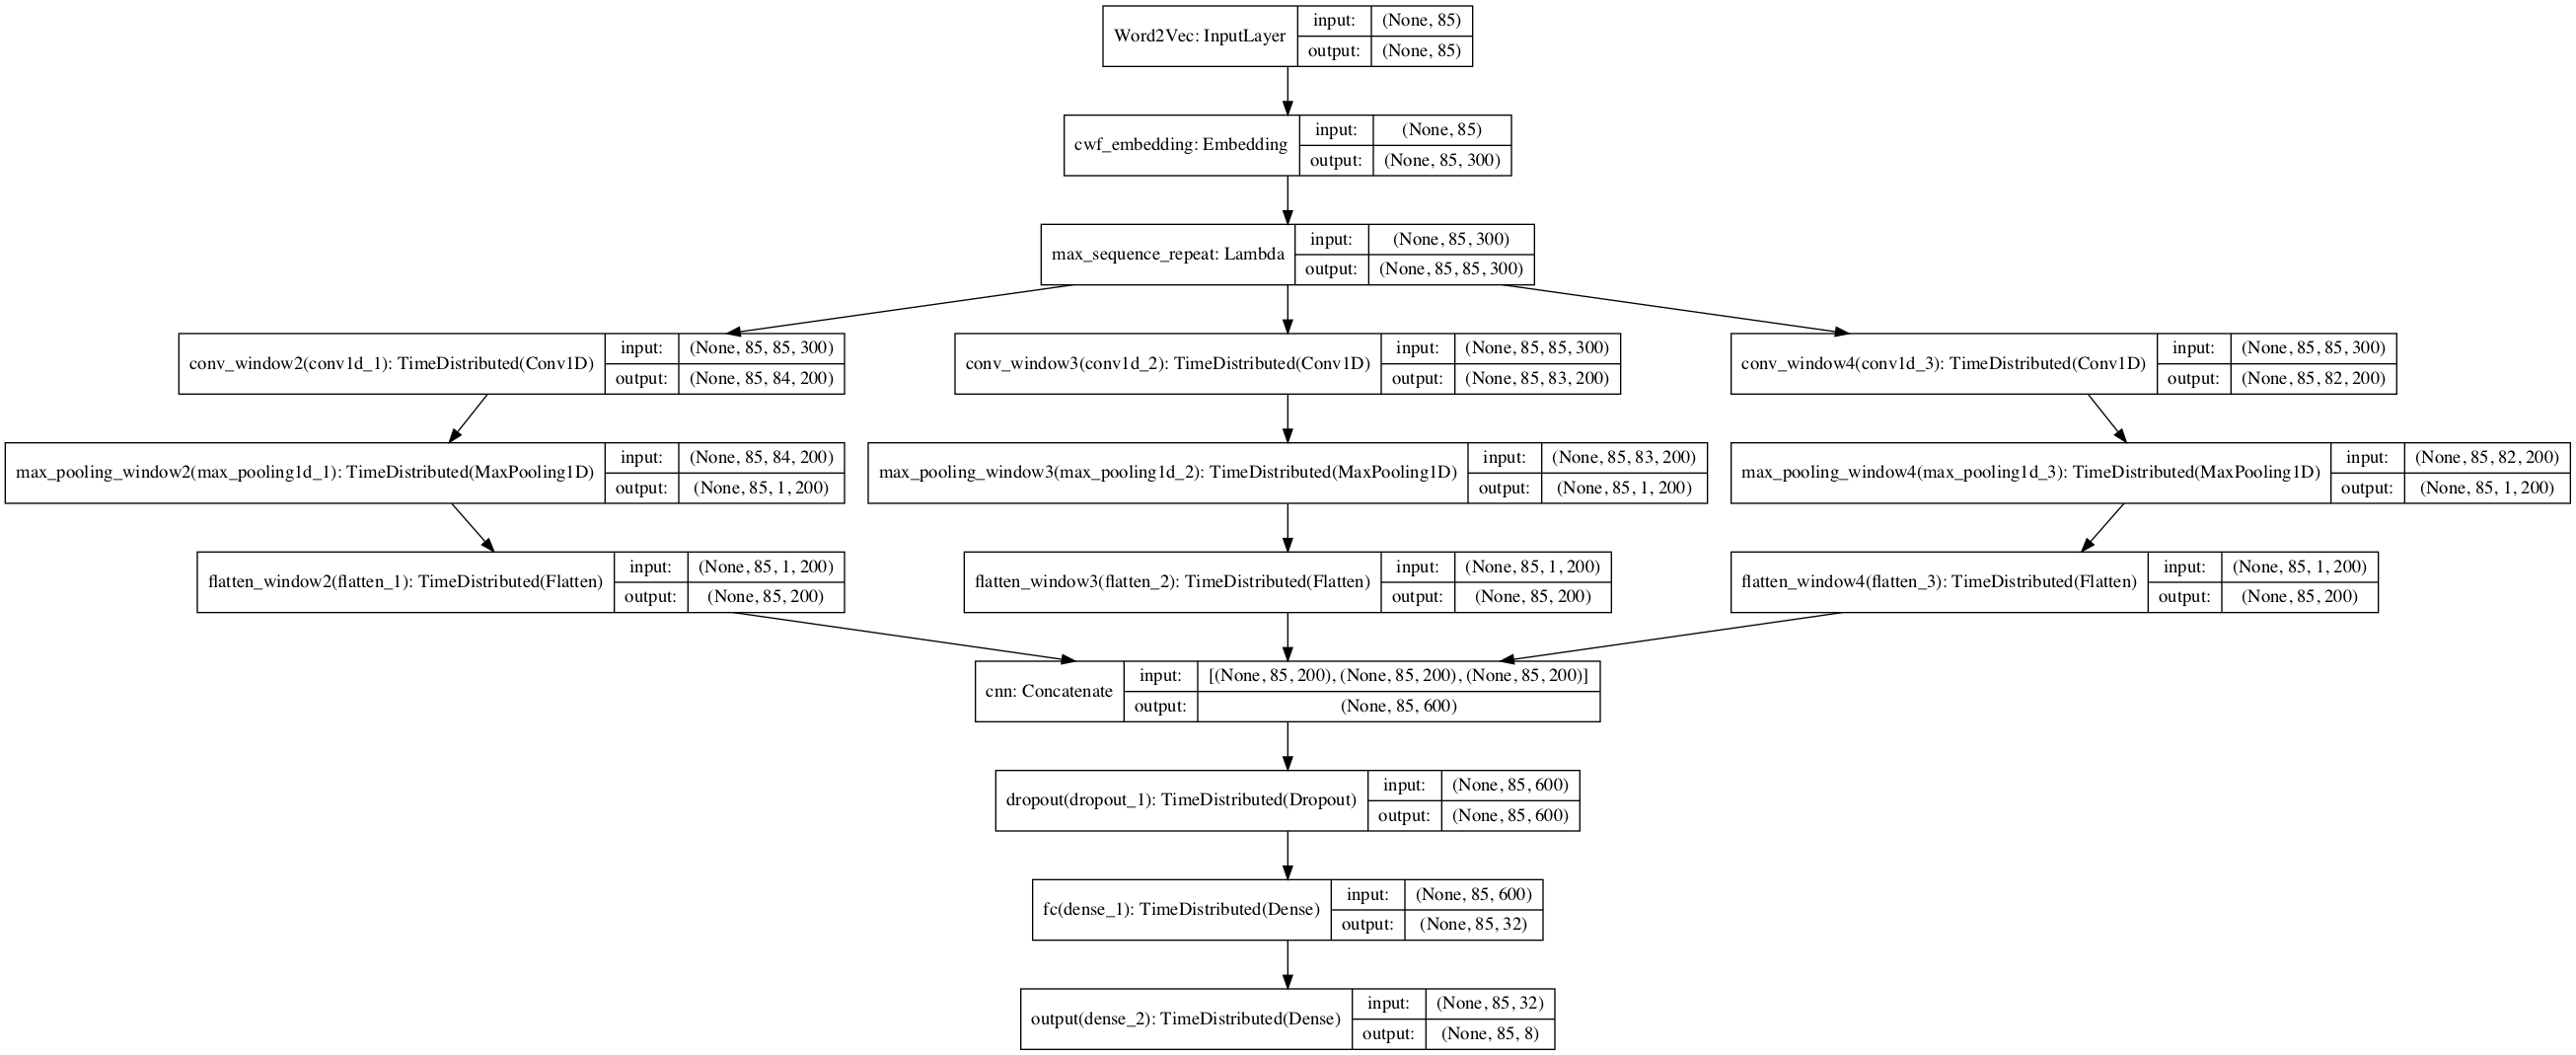 Word2Vec: InputLayer
input: (None, 85)
output: (None, 85)
cwf_embedding: Embedding
input: (None, 85)
output: (None, 85, 300)
max_sequence_repeat: Lambda
input: (None, 85, 300)
output: (None, 85, 85, 300)
conv_window2(conv1d_1): TimeDistributed(Conv1D)
input: (None, 85, 85, 300)
output: (None, 85, 84, 200)
conv_window3(conv1d_2): TimeDistributed(Conv1D)
input: (None, 85, 85, 300)
output: (None, 85, 83, 200)
conv_window4(conv1d_3): TimeDistributed(Conv1D)
input: (None, 85, 85, 300)
output: (None, 85, 82, 200)
max_pooling_window2(max_pooling1d_1): TimeDistributed(MaxPooling1D)
input: (None, 85, 84, 200)
output: (None, 85, 1, 200)
max_pooling_window3(max_pooling1d_2): TimeDistributed(MaxPooling1D)
input: (None, 85, 83, 200)
output: (None, 85, 1, 200)
max_pooling_window4(max_pooling1d_3): TimeDistributed(MaxPooling1D)
input: (None, 85, 82, 200)
output: (None, 85, 1, 200)
flatten_window2(flatten_1): TimeDistributed(Flatten)
input: (None, 85, 1, 200)
output: (None, 85, 200)
flatten_window3(flatten_2): TimeDistributed(Flatten)
input: (None, 85, 1, 200)
output: (None, 85, 200)
flatten_window4(flatten_3): TimeDistributed(Flatten)
input: (None, 85, 1, 200)
output: (None, 85, 200)
cnn: Concatenate
input: [(None, 85, 200), (None, 85, 200), (None, 85, 200)]
output: (None, 85, 600)
dropout(dropout_1): TimeDistributed(Dropout)
input: (None, 85, 600)
output: (None, 85, 600)
fc(dense_1): TimeDistributed(Dense)
input: (None, 85, 600)
output: (None, 85, 32)
output(dense_2): TimeDistributed(Dense)
input: (None, 85, 32)
output: (None, 85, 8)